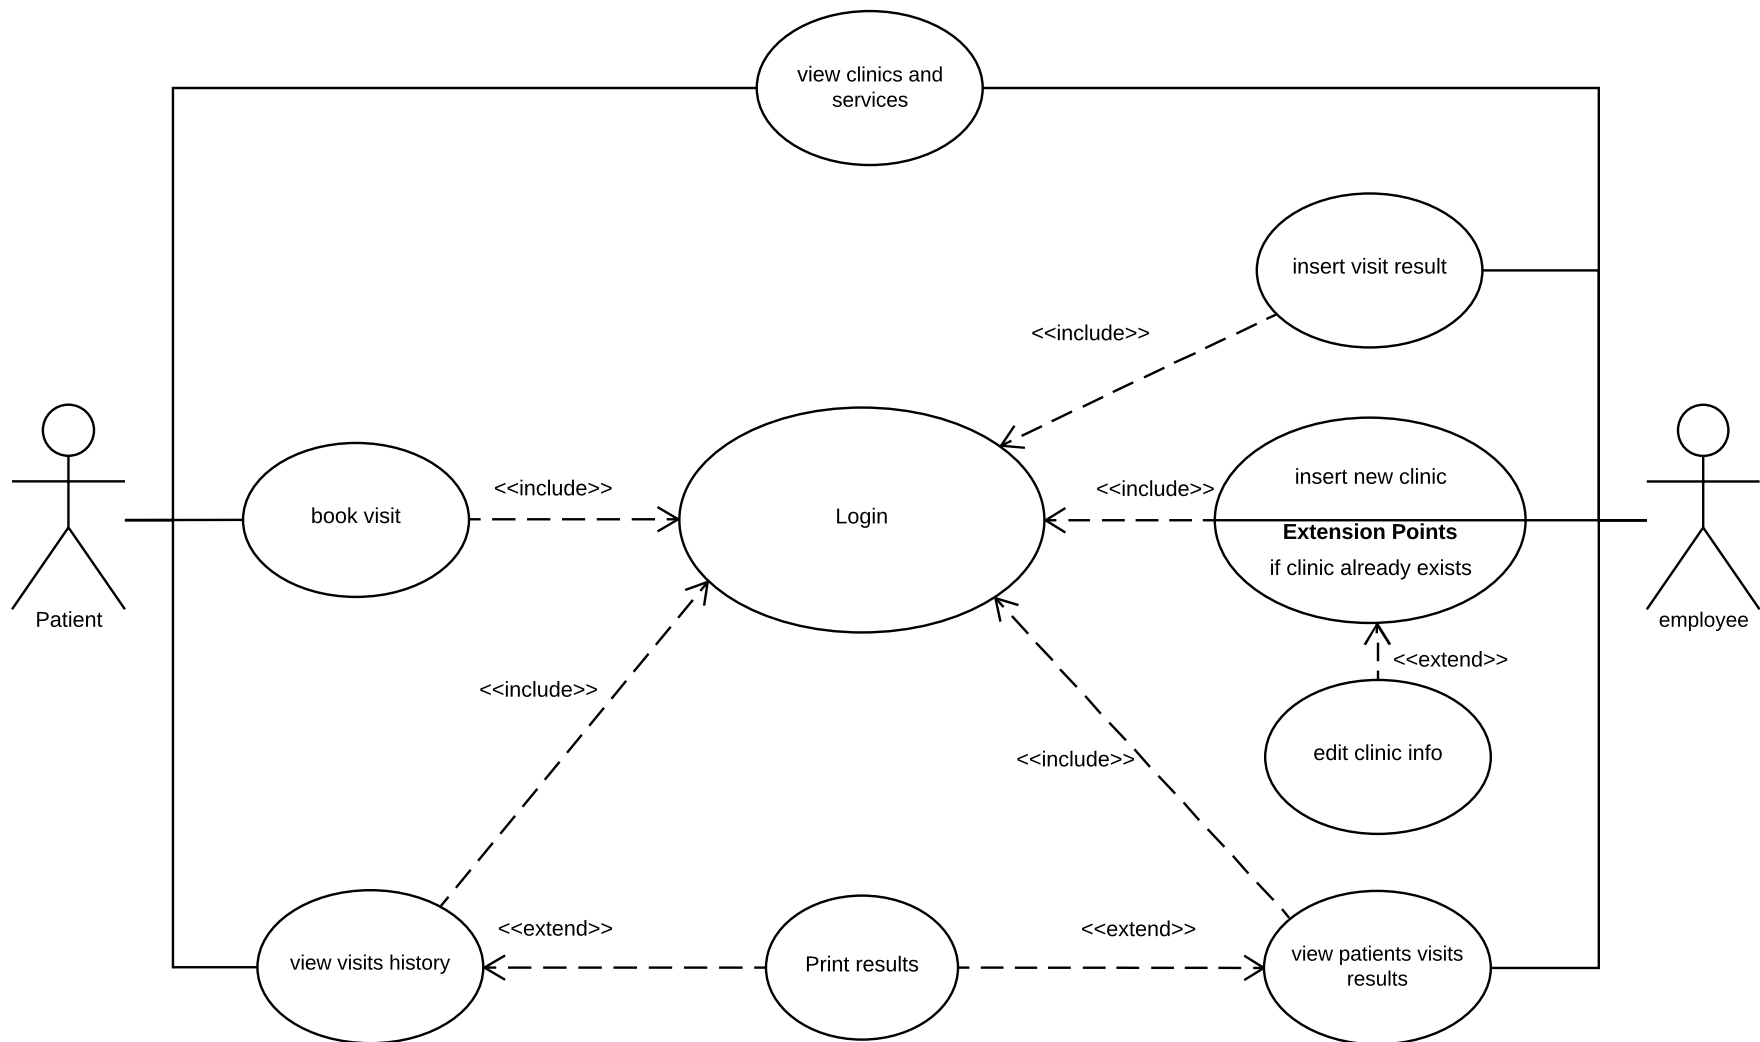 view clinics and
services
insert visit result
<<include>>
insert new clinic
<<include>>
<<include>>
book visit
Login
Extension Points
if clinic already exists
Patient
employee
<<extend>>
<<include>>
edit clinic info
<<include>>
<<extend>>
<<extend>>
view visits history
Print results
view patients visits
results